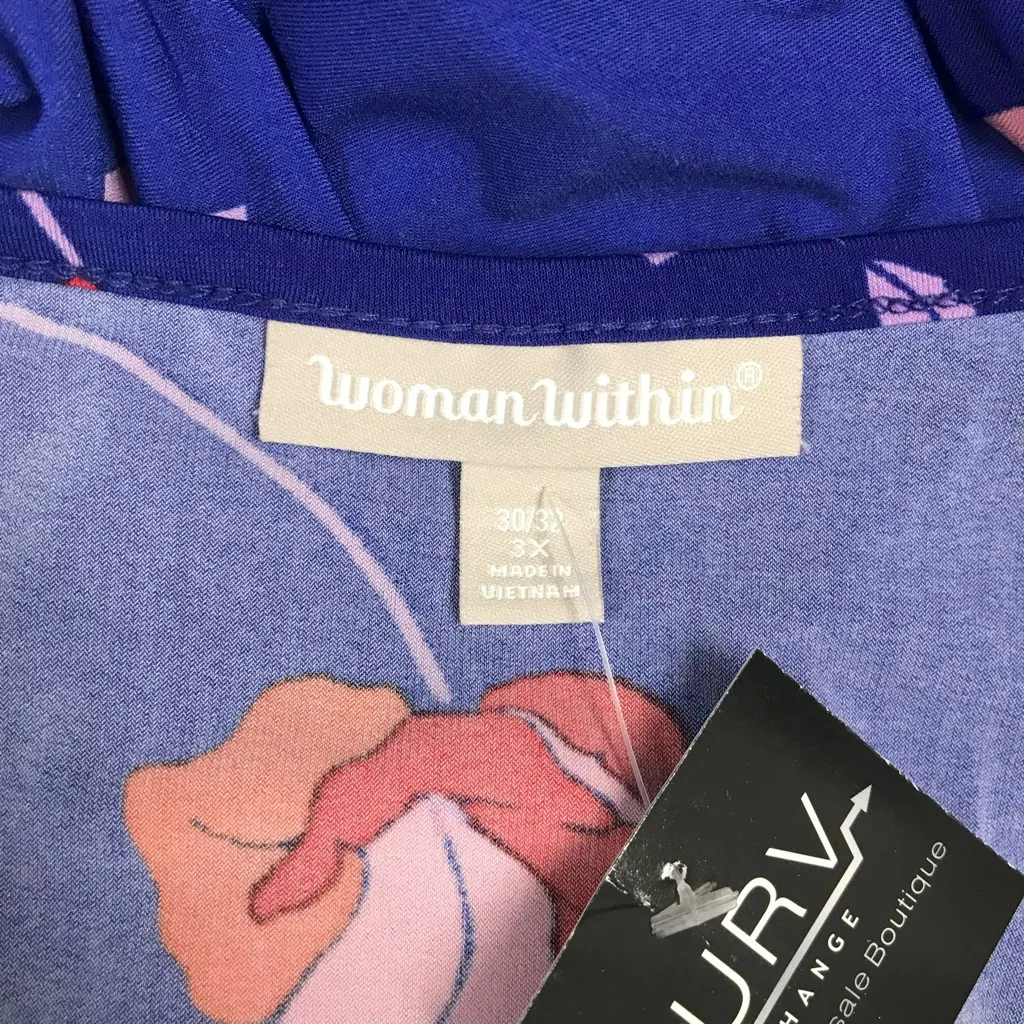 woman within®
30/32
3X
MADE IN
VIETNAM
URV
HANGE
sale Boutique